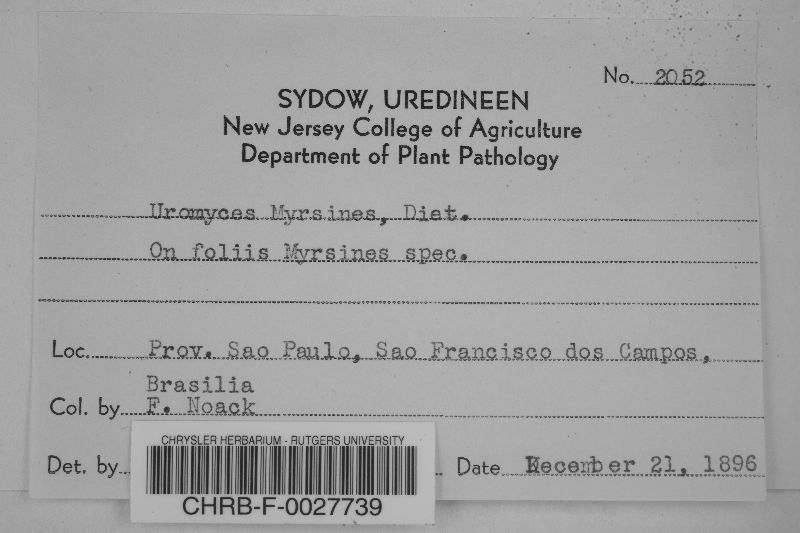 No. 2052
SYDOW, UREDINEEN
New Jersey College of Agriculture
Department of Plant Pathology
Uromyces Myrsines, Diet.
On foliis Myrsines spec.
Loc. Prov. Sao Paulo, Sao Francisco dos Campos,
Brasilia
Col. by F. Noack
Det. by
Date December 21, 1896
CHRYSLER HERBARIUM - RUTGERS UNIVERSITY
CHRB-F-0027739